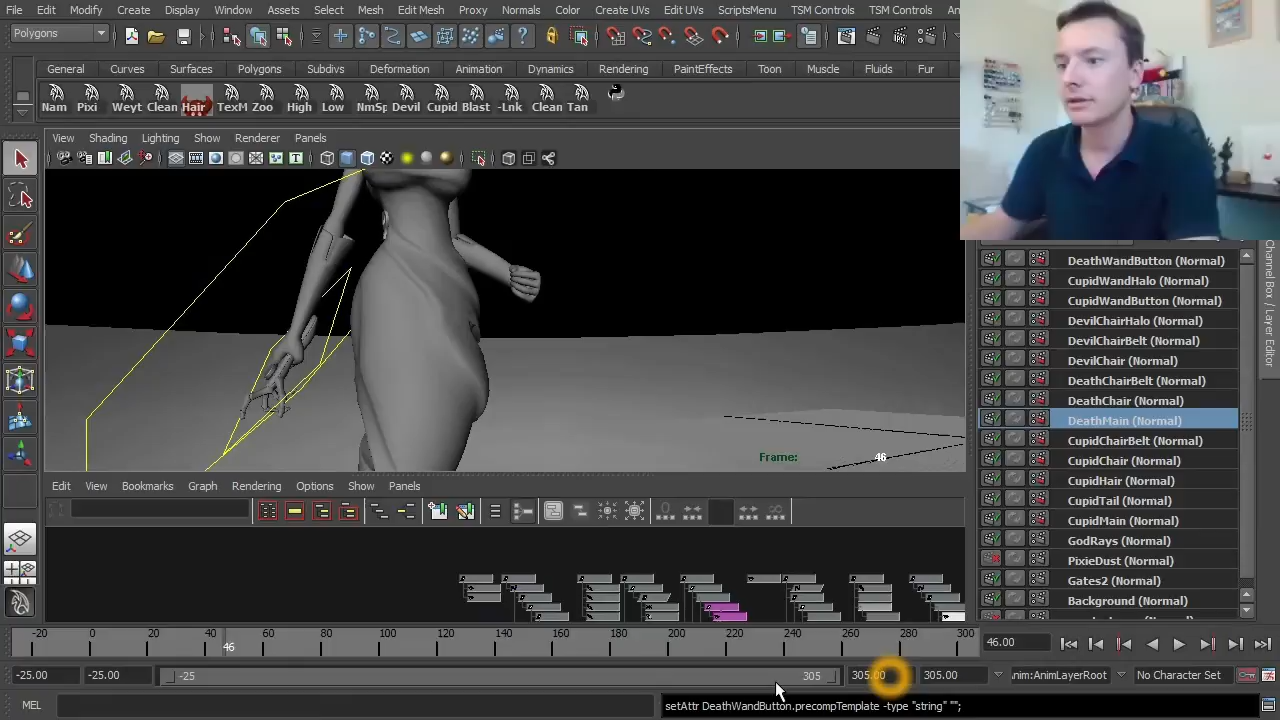 File Edit Modify Create Display Window Assets Select Mesh Edit Mesh Proxy Normals Color Create UVs Edit UVs ScriptsMenu TSM Controls TSM Controls An
Polygons
General Curves Surfaces Polygons Subdivs Deformation Animation Dynamics Rendering PaintEffects Toon Muscle Fluids Fur
Nam Pixi Weyt Clean Hair TexM Zoo High Low NmSp Devil Cupid Blast -Lnk Clean Tan
View Shading Lighting Show Renderer Panels
Channel Box / Layer Editor
DeathWandButton (Normal)
CupidWandHalo (Normal)
CupidWandButton (Normal)
DevilChairHalo (Normal)
DevilChairBelt (Normal)
DevilChair (Normal)
DeathChairBelt (Normal)
DeathChair (Normal)
DeathMain (Normal)
CupidChairBelt (Normal)
CupidChair (Normal)
CupidHair (Normal)
CupidTail (Normal)
CupidMain (Normal)
GodRays (Normal)
PixieDust (Normal)
Gates2 (Normal)
Background (Normal)
Frame: 46
Edit View Bookmarks Graph Rendering Options Show Panels
-20 0 20 40 46 60 80 100 120 140 160 180 200 220 240 260 280 300 46.00
-25.00 -25.00 -25 305 305.00 305.00 \nim:AnimLayerRoot No Character Set
MEL setAttr DeathWandButton.precompTemplate -type "string" "";